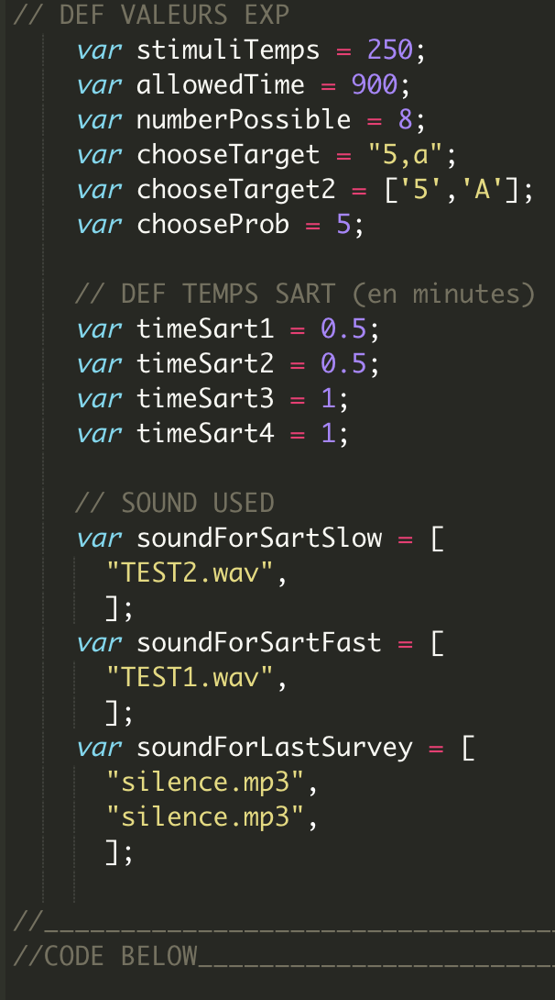 // DEF VALEURS EXP
var stimuliTemps = 250;
var allowedTime = 900;
var numberPossible = 8;
var chooseTarget = "5,a";
var chooseTarget2 = ['5','A'];
var chooseProb = 5;
// DEF TEMPS SART (en minutes)
var timeSart1 = 0.5;
var timeSart2 = 0.5;
var timeSart3 = 1;
var timeSart4 = 1;
// SOUND USED
var soundForSartSlow = [
"TEST2.wav",
];
var soundForSartFast = [
"TEST1.wav",
];
var soundForLastSurvey = [
"silence.mp3",
"silence.mp3",
];
//__________________________________
//CODE BELOW________________________